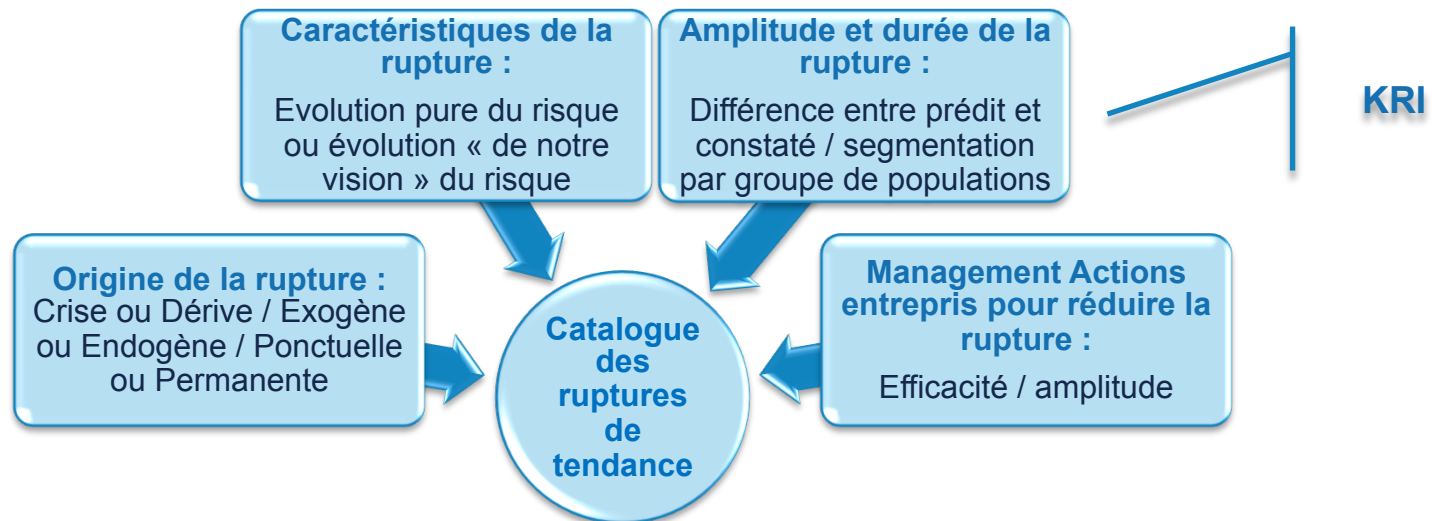 Caractéristiques de la
rupture :
Evolution pure du risque
ou évolution « de notre
vision » du risque
Amplitude et durée de la
rupture :
Différence entre prédit et
constaté / segmentation
par groupe de populations
KRI
Origine de la rupture :
Crise ou Dérive / Exogène
ou Endogène / Ponctuelle
ou Permanente
Catalogue
des
ruptures
de
tendance
Management Actions
entrepris pour réduire la
rupture :
Efficacité / amplitude